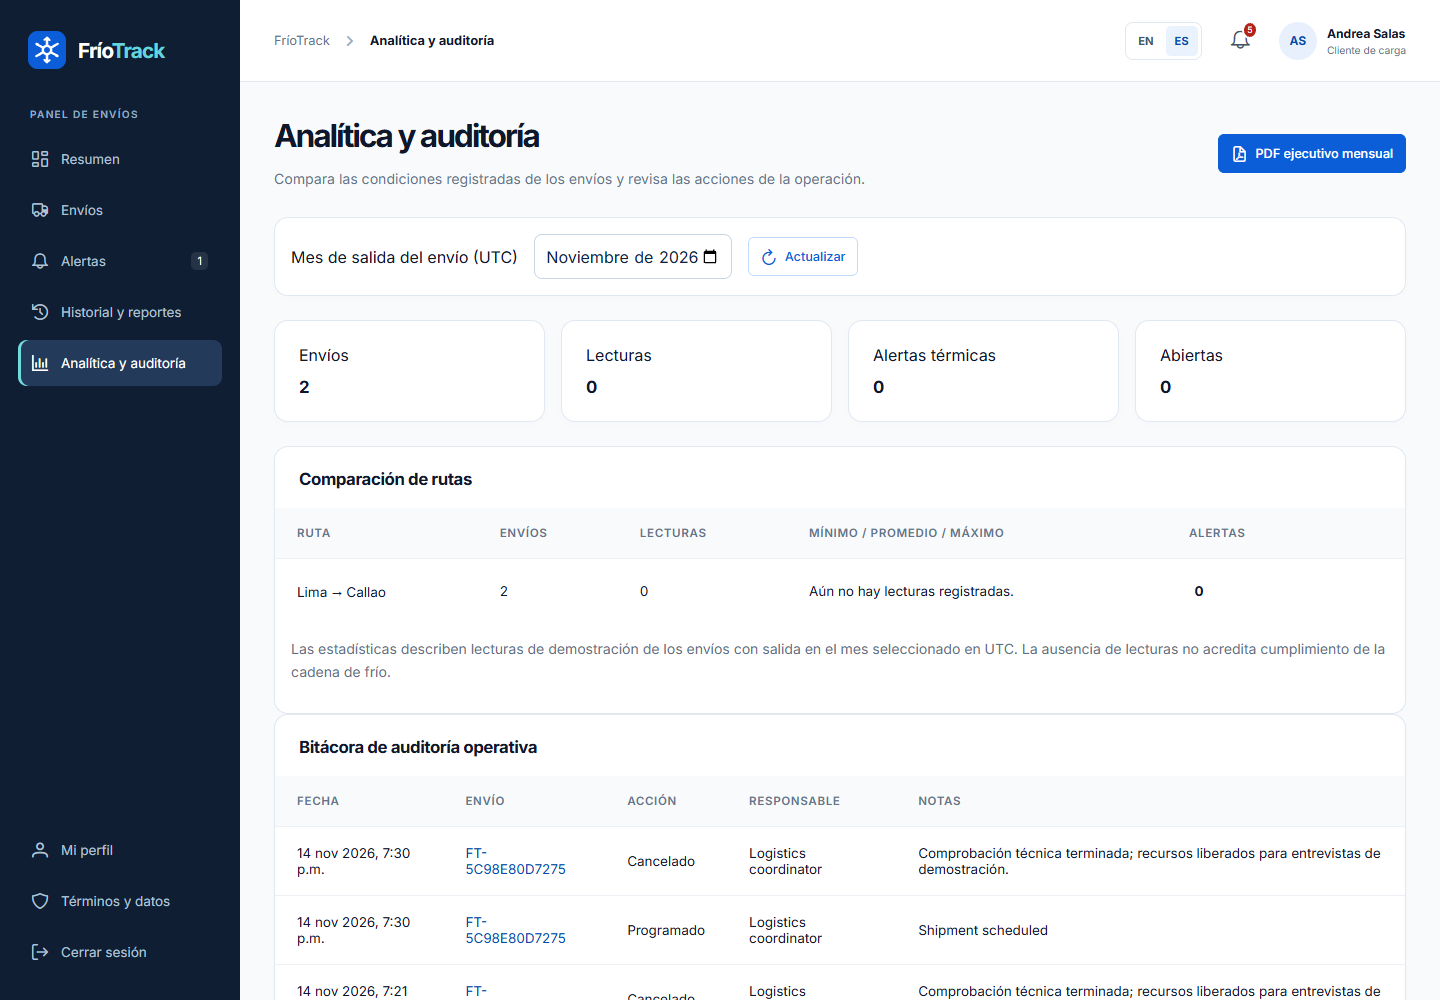 FríoTrack
PANEL DE ENVÍOS
Resumen
Envíos
Alertas 1
Historial y reportes
Analítica y auditoría
Mi perfil
Términos y datos
Cerrar sesión
FríoTrack > Analítica y auditoría
EN ES
5
AS
Andrea Salas
Cliente de carga
Analítica y auditoría
Compara las condiciones registradas de los envíos y revisa las acciones de la operación.
PDF ejecutivo mensual
Mes de salida del envío (UTC) Noviembre de 2026 Actualizar
Envíos
2
Lecturas
0
Alertas térmicas
0
Abiertas
0
Comparación de rutas
RUTA ENVÍOS LECTURAS MÍNIMO / PROMEDIO / MÁXIMO ALERTAS
Lima → Callao 2 0 Aún no hay lecturas registradas. 0
Las estadísticas describen lecturas de demostración de los envíos con salida en el mes seleccionado en UTC. La ausencia de lecturas no acredita cumplimiento de la
cadena de frío.
Bitácora de auditoría operativa
FECHA ENVÍO ACCIÓN RESPONSABLE NOTAS
14 nov 2026, 7:30
p.m.
FT-
5C98E80D7275
Cancelado
Logistics
coordinator
Comprobación técnica terminada; recursos liberados para entrevistas de
demostración.
14 nov 2026, 7:30
p.m.
FT-
5C98E80D7275
Programado
Logistics
coordinator
Shipment scheduled
14 nov 2026, 7:21
FT-
Cancelado
Logistics
Comprobación técnica terminada; recursos liberados para entrevistas de